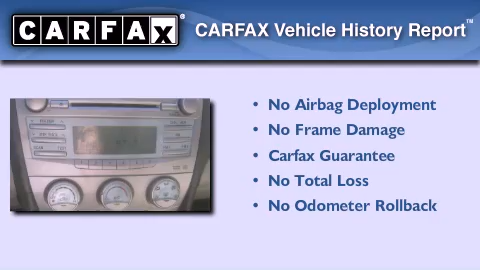 CARFAX® CARFAX Vehicle History Report™
• No Airbag Deployment
• No Frame Damage
• Carfax Guarantee
• No Total Loss
• No Odometer Rollback